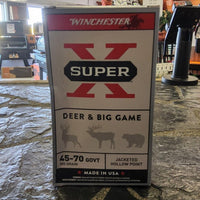 WINCHESTER
SUPER
X
DEER & BIG GAME
45-70 GOVT
JACKETED
HOLLOW POINT
MADE IN USA